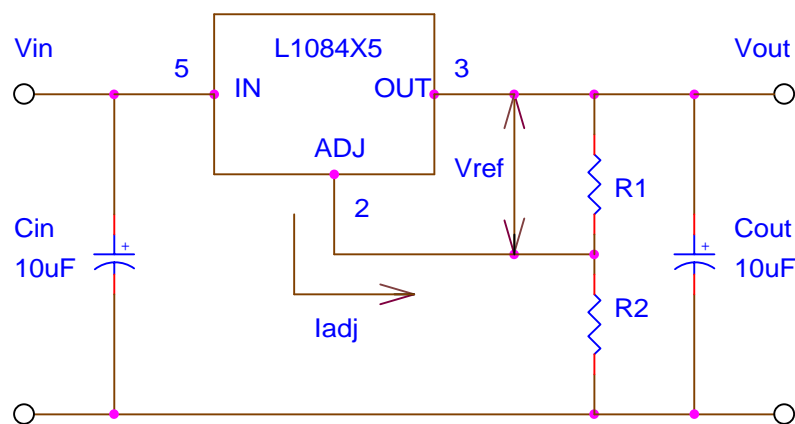 Vin
L1084X5
Vout
5
3
IN
OUT
ADJ
Vref
2
R1
Cin
10uF
+
+
Cout
10uF
R2
Iadj